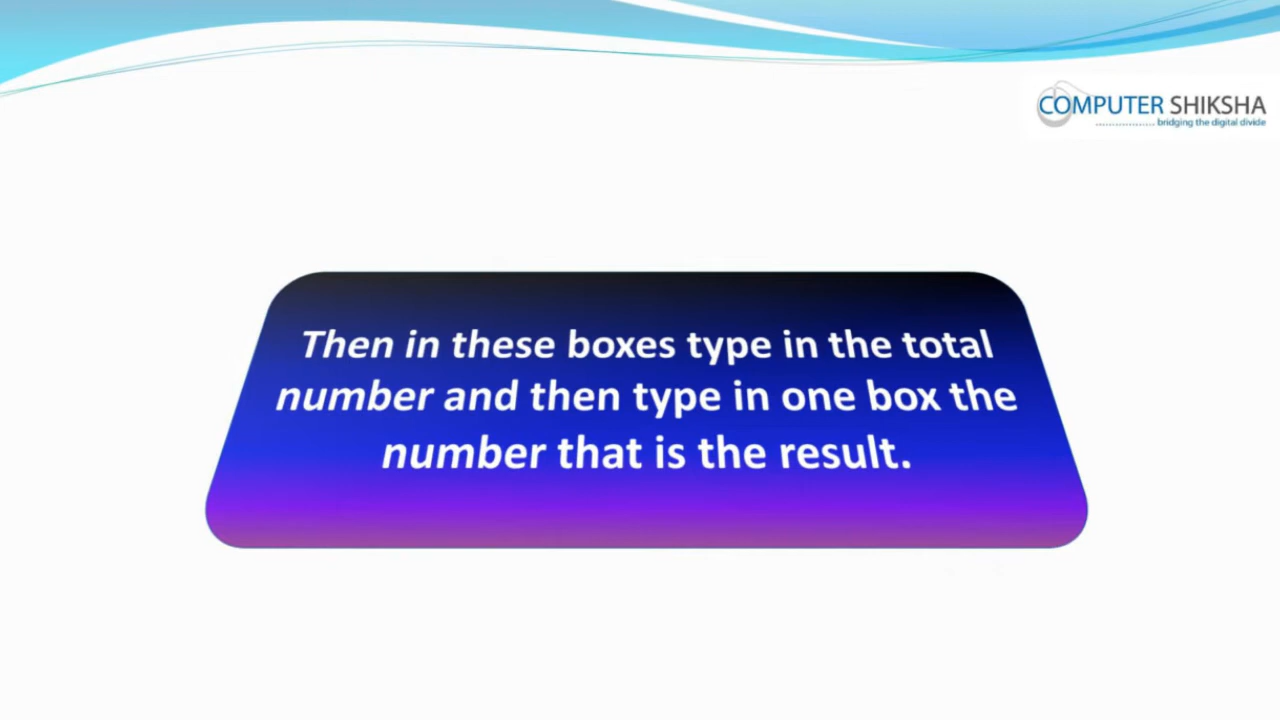 COMPUTER SHIKSHA
bridging the digital divide
Then in these boxes type in the total
number and then type in one box the
number that is the result.